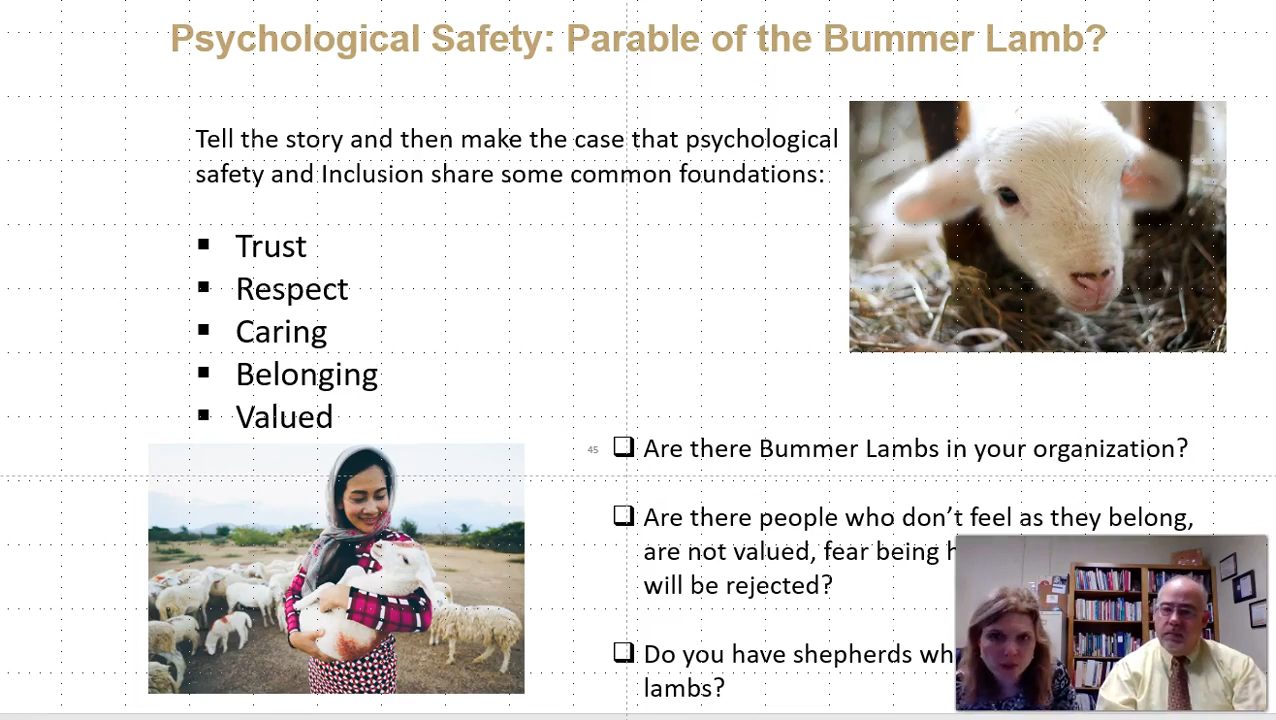 Psychological Safety: Parable of the Bummer Lamb?
Tell the story and then make the case that psychological
safety and Inclusion share some common foundations:
Trust
Respect
Caring
Belonging
Valued
45
Are there Bummer Lambs in your organization?
Are there people who don’t feel as they belong,
are not valued, fear being
will be rejected?
Do you have shepherds
lambs?